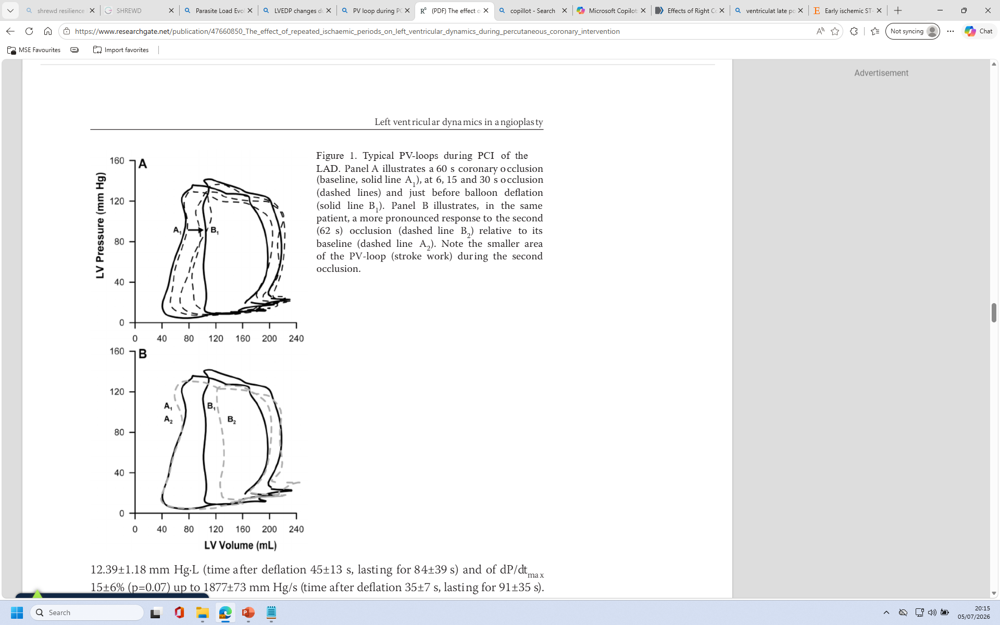 shrewd resilience
SHREWD
Parasite Load Evo
LVEDP changes d
PV loop during PC
(PDF) The effect o
copillot - Search
Microsoft Copilot:
Effects of Right C
ventriculat late po
Early ischemic ST-
https://www.researchgate.net/publication/47660850_The_effect_of_repeated_ischaemic_periods_on_left_ventricular_dynamics_during_percutaneous_coronary_intervention
Not syncing
Chat
MSE Favourites
Import favorites
Advertisement
Left ventricular dynamics in angioplasty
160
A
120
80
40
0
LV Pressure (mm Hg)
A1
B1
0 40 80 120 160 200 240
Figure 1. Typical PV-loops during PCI of the
LAD. Panel A illustrates a 60 s coronary occlusion
(baseline, solid line A1), at 6, 15 and 30 s occlusion
(dashed lines) and just before balloon deflation
(solid line B1). Panel B illustrates, in the same
patient, a more pronounced response to the second
(62 s) occlusion (dashed line B2) relative to its
baseline (dashed line A2). Note the smaller area
of the PV-loop (stroke work) during the second
occlusion.
160
B
120
80
40
0
A1
A2
B1
B2
0 40 80 120 160 200 240
LV Volume (mL)
12.39±1.18 mm Hg·L (time after deflation 45±13 s, lasting for 84±39 s) and of dP/dtmax
15±6% (p=0.07) up to 1877±73 mm Hg/s (time after deflation 35±7 s, lasting for 91±35 s).
Search
20:15
05/07/2026